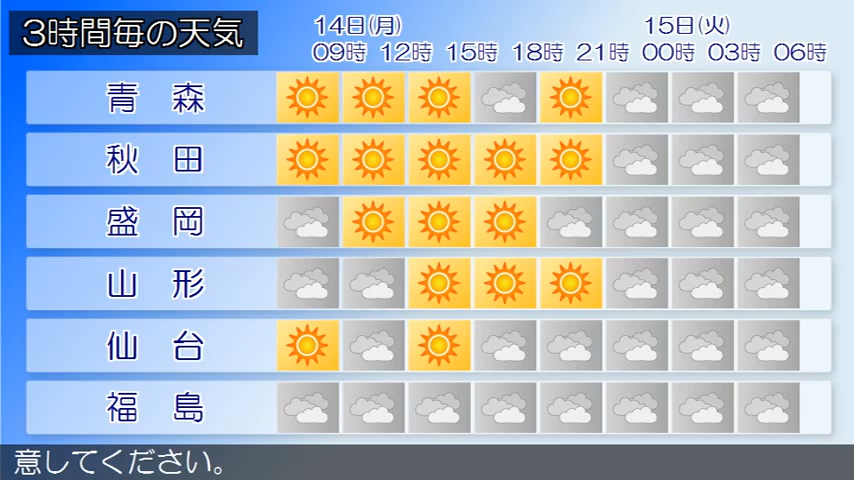 3時間毎の天気
14日(月) 15日(火)
09時 12時 15時 18時 21時 00時 03時 06時
青森
秋田
盛岡
山形
仙台
福島
意してください。